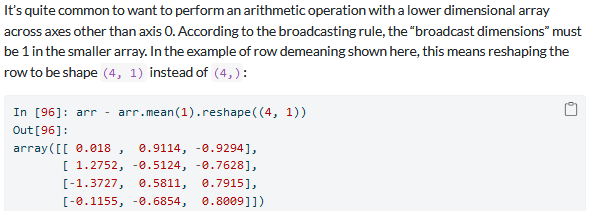 It's quite common to want to perform an arithmetic operation with a lower dimensional array
across axes other than axis 0. According to the broadcasting rule, the “broadcast dimensions” must
be 1 in the smaller array. In the example of row demeaning shown here, this means reshaping the
row to be shape (4, 1) instead of (4,):
In [96]: arr - arr.mean(1).reshape((4, 1))
Out[96]:
array([[ 0.018 ,  0.9114, -0.9294],
       [ 1.2752, -0.5124, -0.7628],
       [-1.3727,  0.5811,  0.7915],
       [-0.1155, -0.6854,  0.8009]])